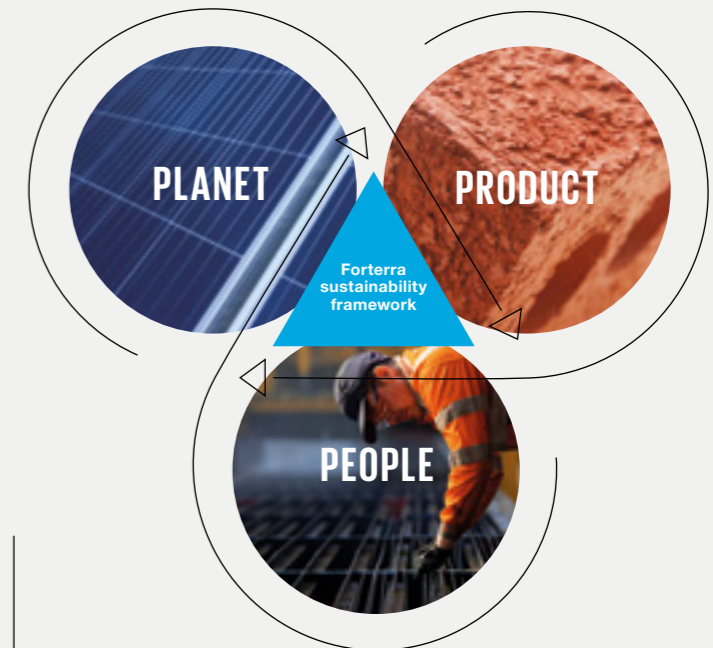 PLANET
PRODUCT
Forterra
sustainability
framework
PEOPLE